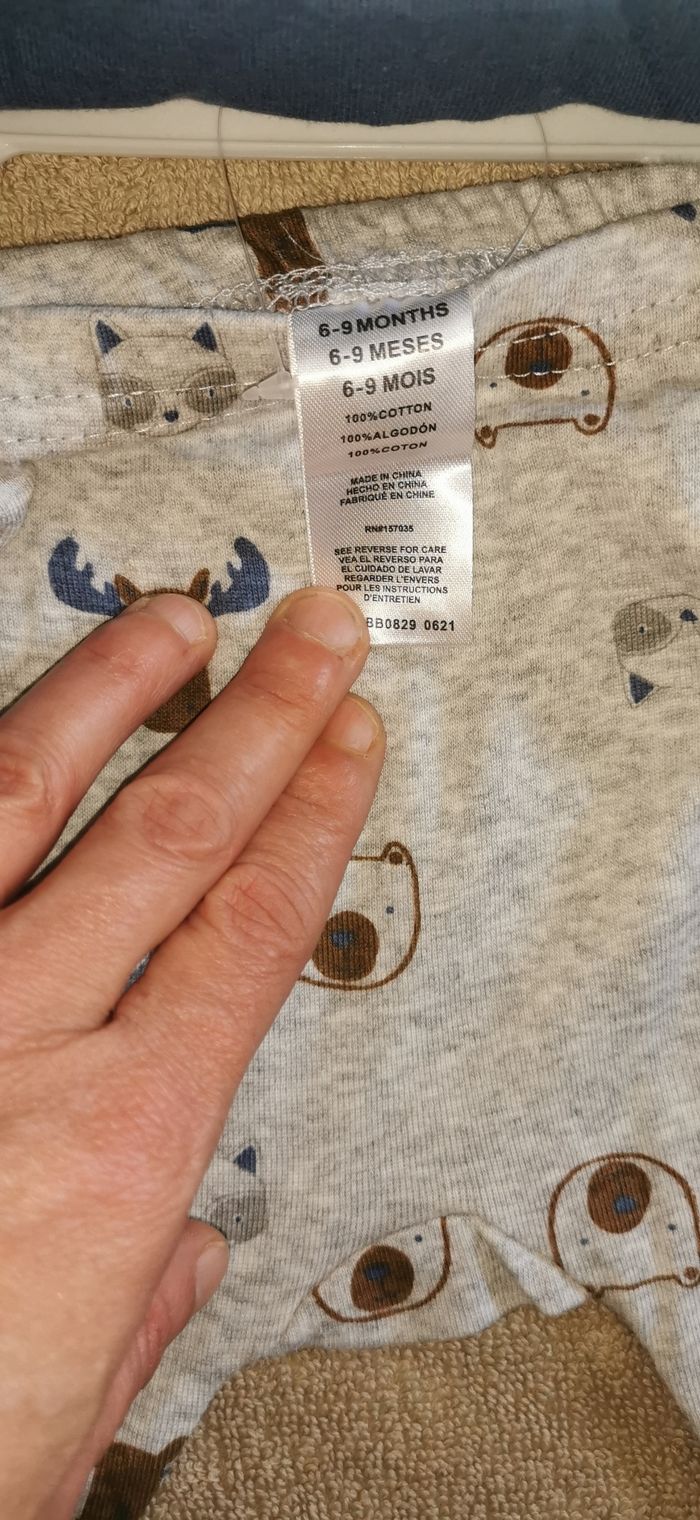 6-9 MONTHS
6-9 MESES
6-9 MOIS
100%COTTON
100%ALGODÓN
100%COTON
MADE IN CHINA
HECHO EN CHINA
FABRIQUÉ EN CHINE
RN#157035
SEE REVERSE FOR CARE
VEA EL REVERSO PARA
EL CUIDADO DE LAVAR
REGARDER L'ENVERS
POUR LES INSTRUCTIONS
D'ENTRETIEN
BB0829 0621